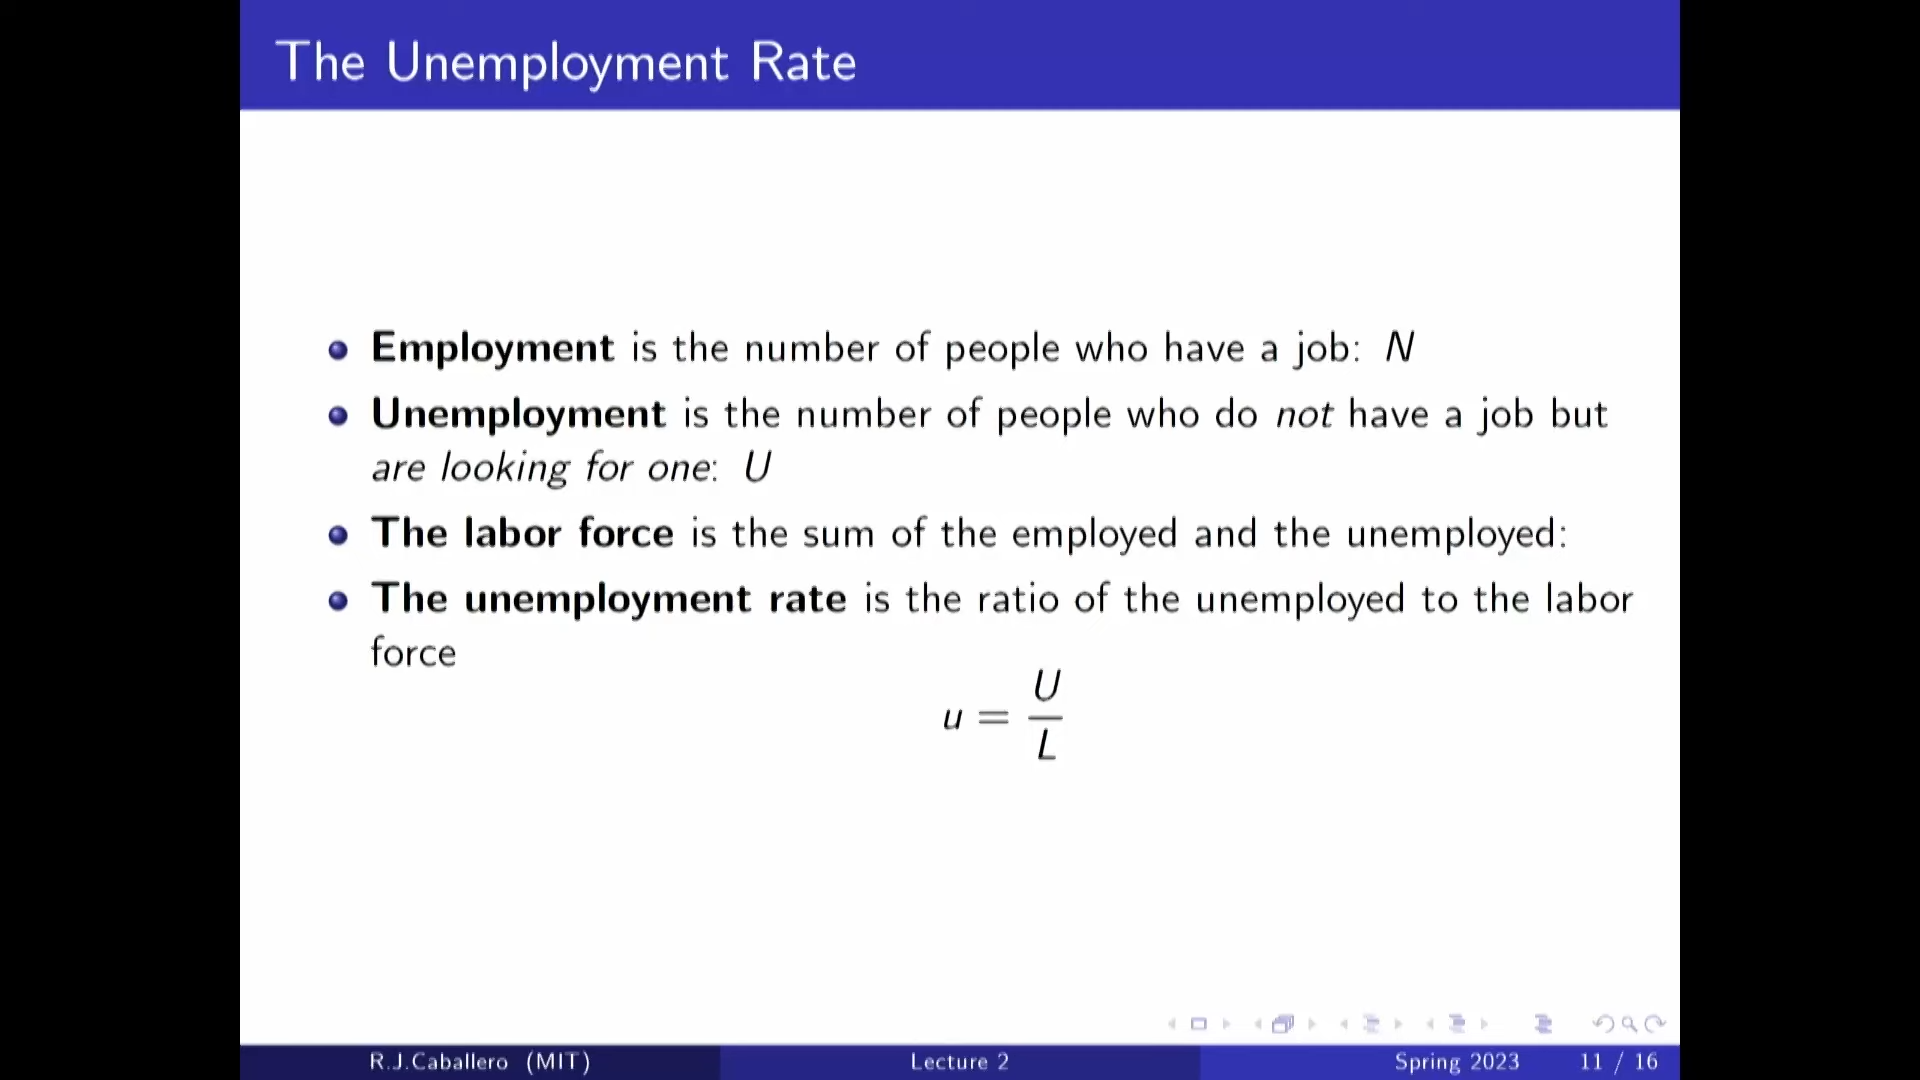 The Unemployment Rate
Employment is the number of people who have a job: N
Unemployment is the number of people who do not have a job but
are looking for one: U
The labor force is the sum of the employed and the unemployed:
The unemployment rate is the ratio of the unemployed to the labor
force
u = U/L
R.J.Caballero (MIT) Lecture 2 Spring 2023 11 / 16